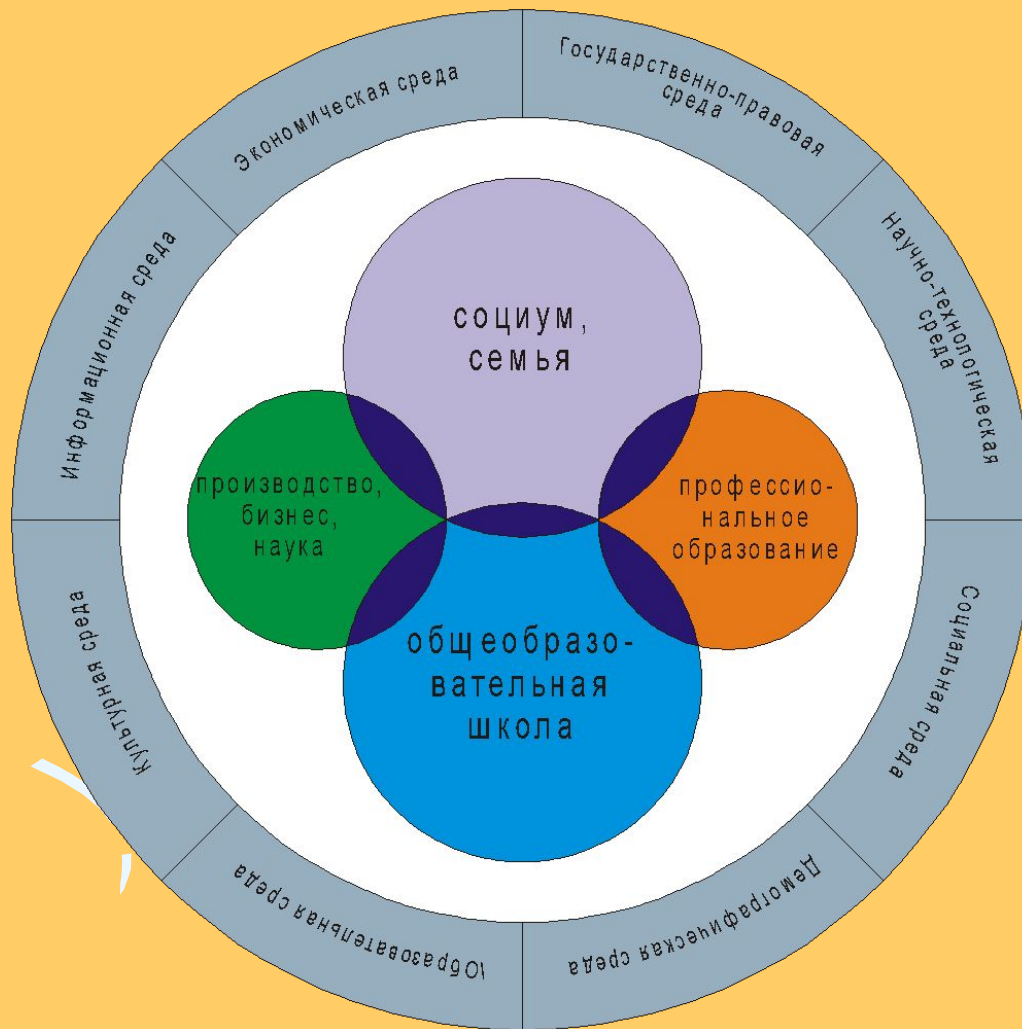 Экономическая среда
Государственно-правовая
среда
Научно-технологическая
среда
Социальная среда
Демографическая среда
\Образовательная среда
Культурная среда
Информационная среда
социум,
семья
производство,
бизнес,
наука
профессио-
нальное
образование
общеобразо-
вательная
школа